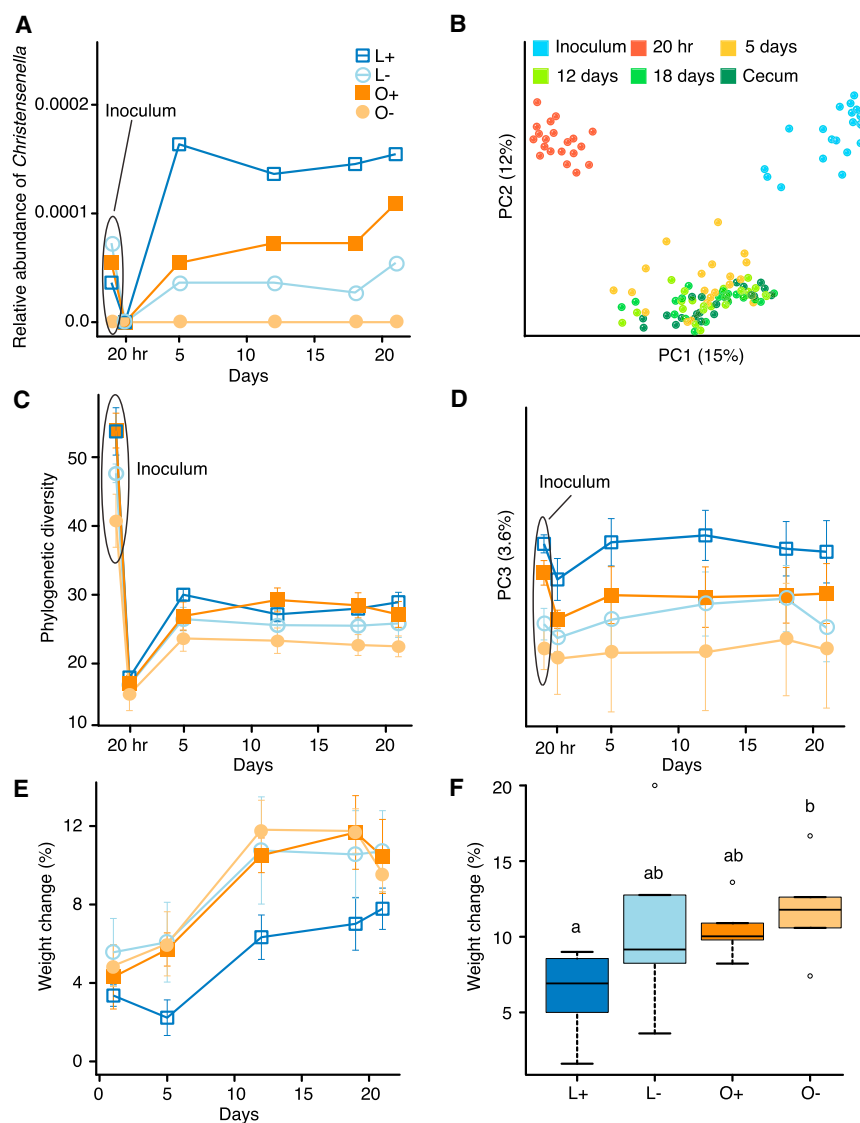 A
Relative abundance of Christensenella
0.0002
0.0001
0.0
Inoculum
L+
L-
O+
O-
20 hr 5 10 15 20
Days
B
Inoculum 20 hr 5 days
12 days 18 days Cecum
PC2 (12%)
PC1 (15%)
C
Phylogenetic diversity
50
40
30
20
10
Inoculum
20 hr 5 10 15 20
Days
D
Inoculum
PC3 (3.6%)
20 hr 5 10 15 20
Days
E
Weight change (%)
12
8
4
0
0 5 10 15 20
Days
F
Weight change (%)
20
15
10
5
a
ab
ab
b
L+ L- O+ O-